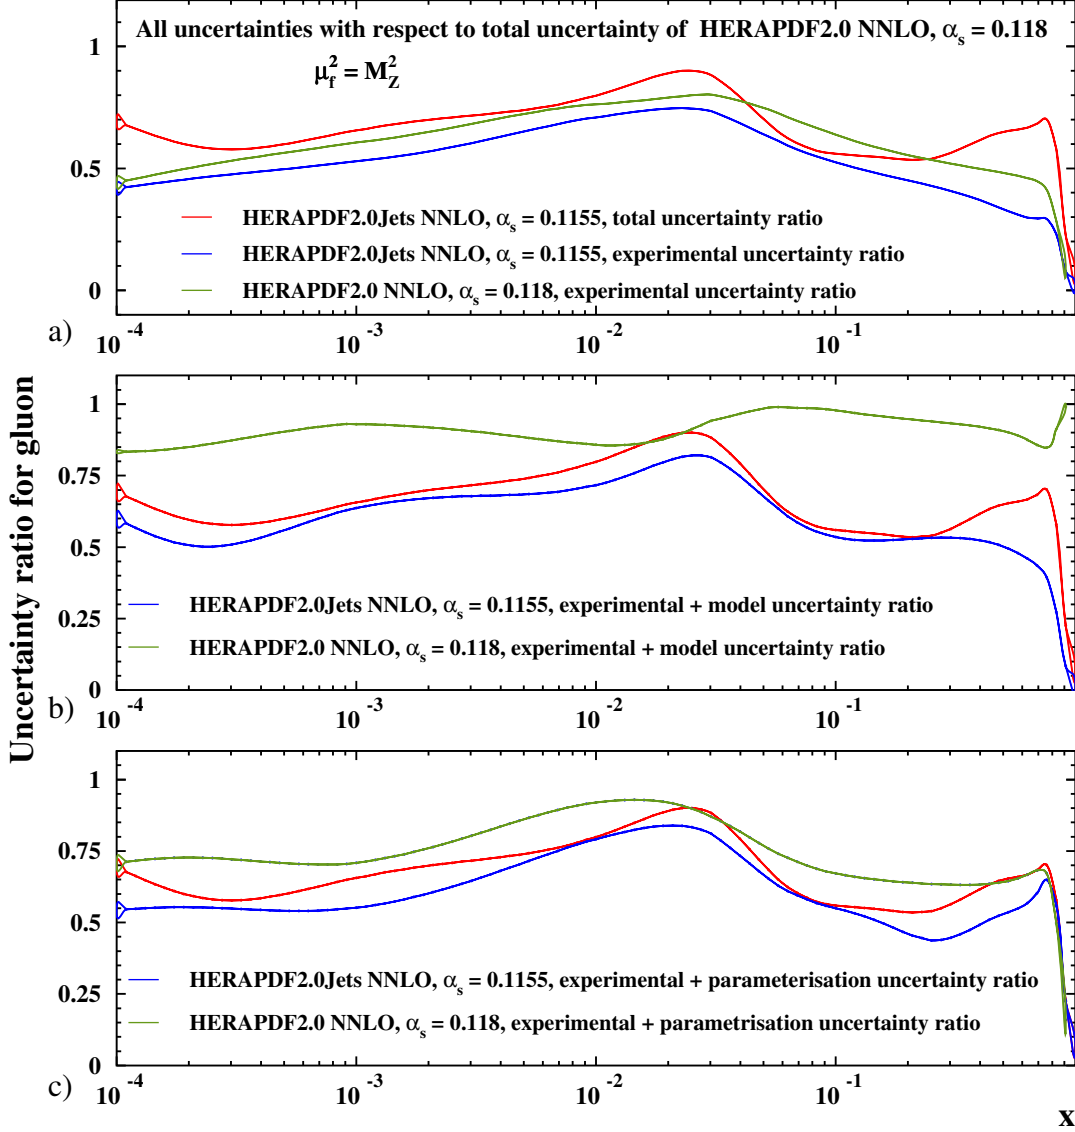 All uncertainties with respect to total uncertainty of HERAPDF2.0 NNLO, αs = 0.118
μf² = MZ²
1
0.5
0
HERAPDF2.0Jets NNLO, αs = 0.1155, total uncertainty ratio
HERAPDF2.0Jets NNLO, αs = 0.1155, experimental uncertainty ratio
HERAPDF2.0 NNLO, αs = 0.118, experimental uncertainty ratio
a)
10⁻⁴ 10⁻³ 10⁻² 10⁻¹
Uncertainty ratio for gluon
1
0.75
0.5
0.25
0
HERAPDF2.0Jets NNLO, αs = 0.1155, experimental + model uncertainty ratio
HERAPDF2.0 NNLO, αs = 0.118, experimental + model uncertainty ratio
b)
10⁻⁴ 10⁻³ 10⁻² 10⁻¹
1
0.75
0.5
0.25
0
HERAPDF2.0Jets NNLO, αs = 0.1155, experimental + parameterisation uncertainty ratio
HERAPDF2.0 NNLO, αs = 0.118, experimental + parametrisation uncertainty ratio
c)
10⁻⁴ 10⁻³ 10⁻² 10⁻¹
x